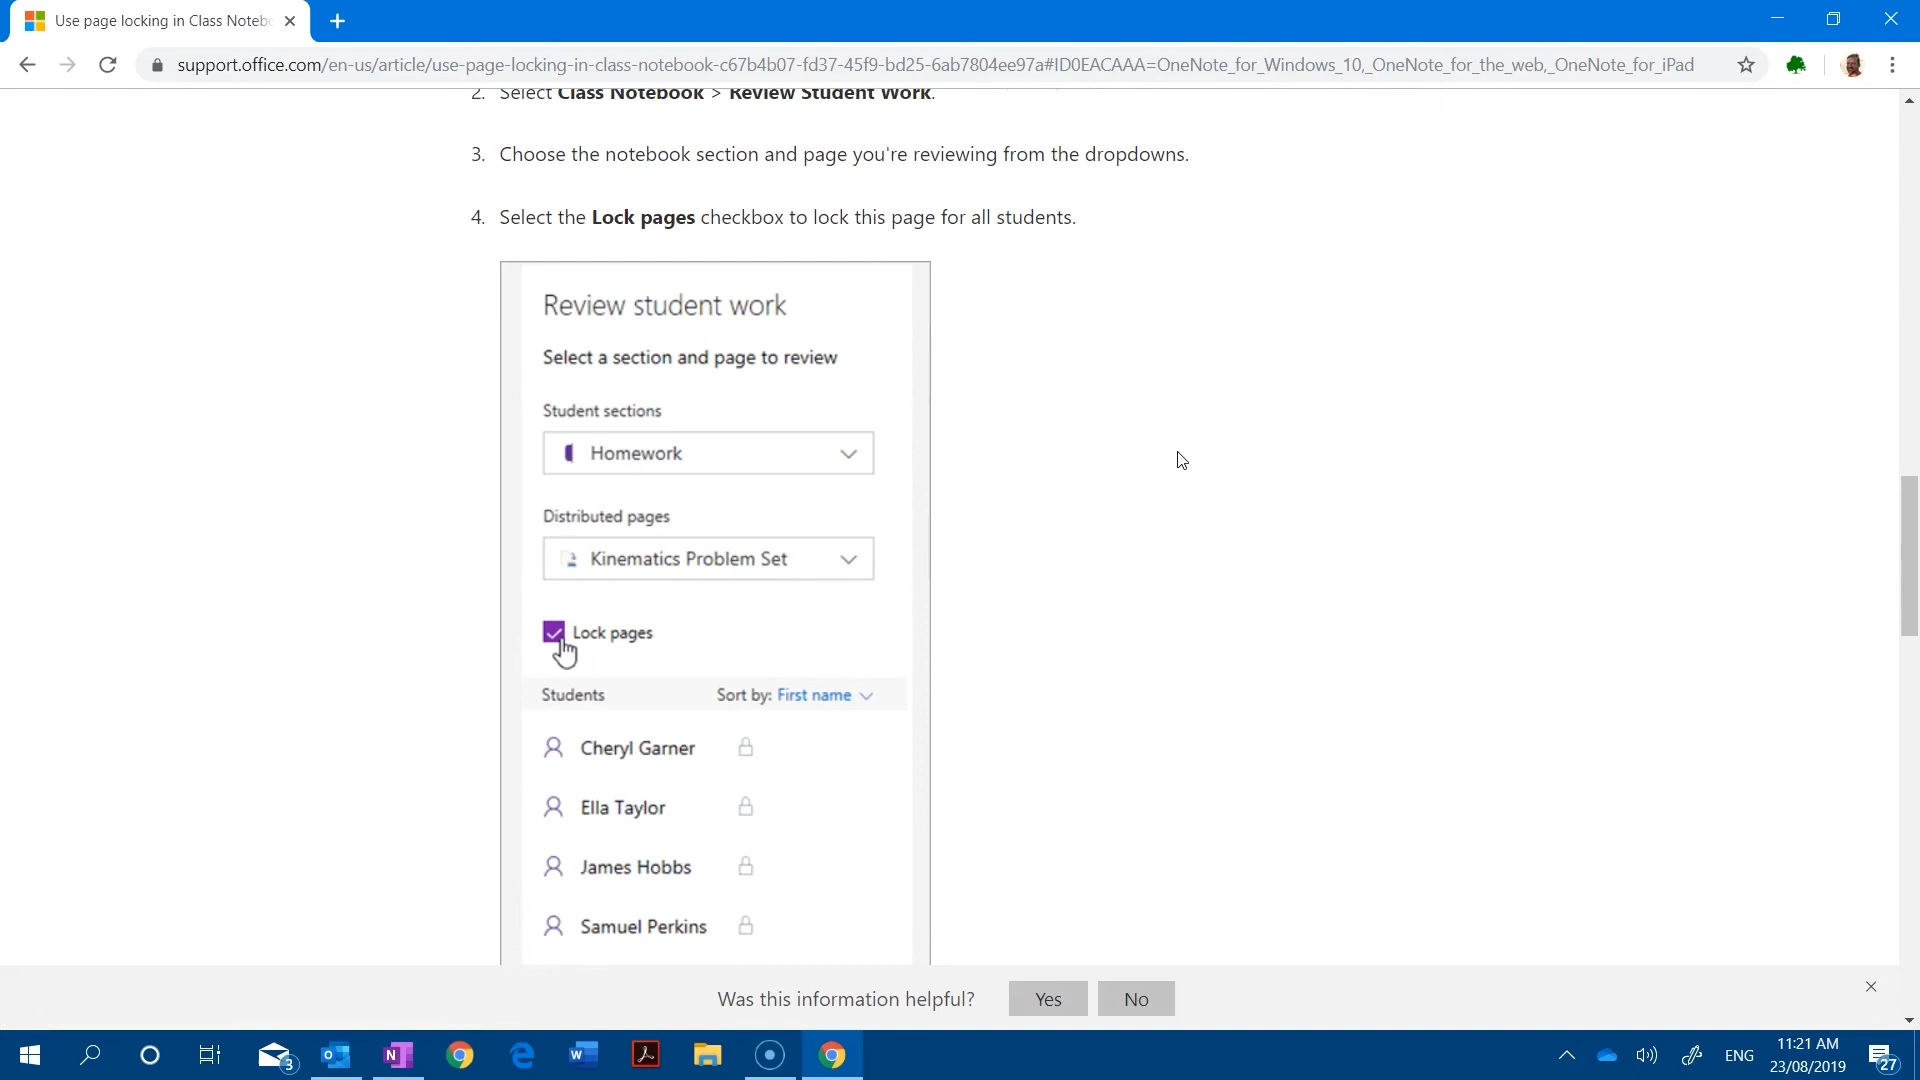 Use page locking in Class Noteb
support.office.com/en-us/article/use-page-locking-in-class-notebook-c67b4b07-fd37-45f9-bd25-6ab7804ee97a#ID0EACAAA=OneNote_for_Windows_10,_OneNote_for_the_web,_OneNote_for_iPad
2. Select Class Notebook > Review Student Work.
3. Choose the notebook section and page you're reviewing from the dropdowns.
4. Select the Lock pages checkbox to lock this page for all students.
Review student work
Select a section and page to review
Student sections
Homework
Distributed pages
Kinematics Problem Set
Lock pages
Students Sort by: First name
Cheryl Garner
Ella Taylor
James Hobbs
Samuel Perkins
Was this information helpful? Yes No
3 ENG 11:21 AM 27
23/08/2019